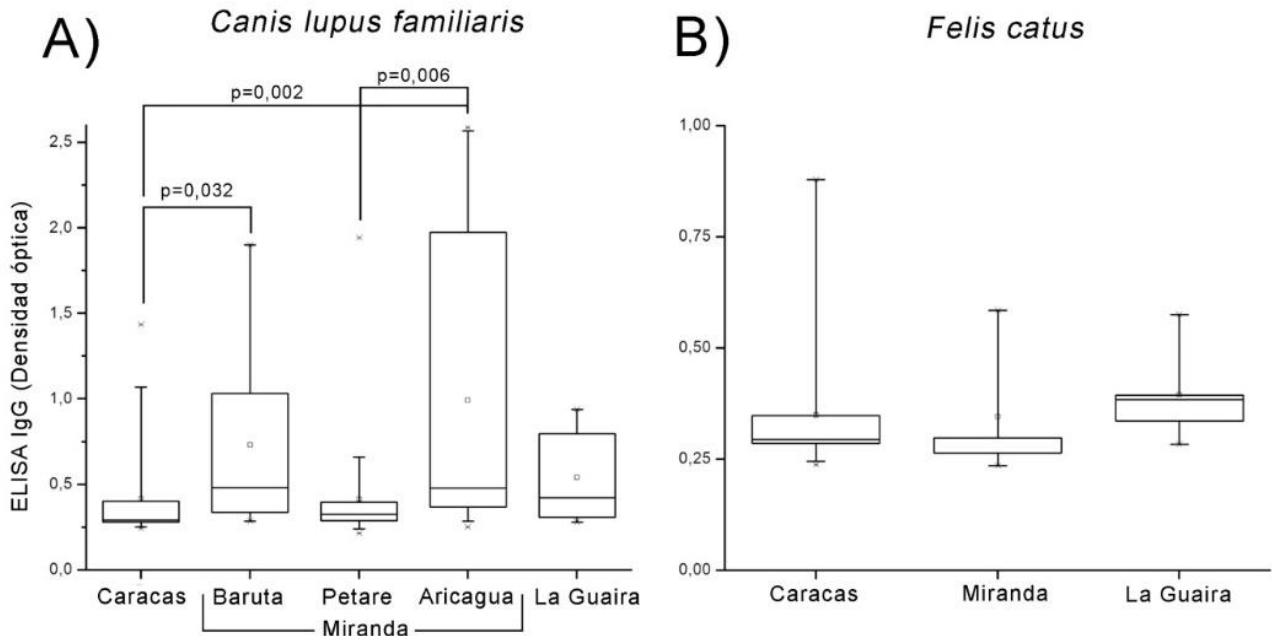 A) Canis lupus familiaris
p=0,006
p=0,002
p=0,032
ELISA IgG (Densidad óptica)
2,5
2,0
1,5
1,0
0,5
0,0
Caracas Baruta Petare Aricagua La Guaira
Miranda
B) Felis catus
1,00
0,75
0,50
0,25
0,00
Caracas Miranda La Guaira